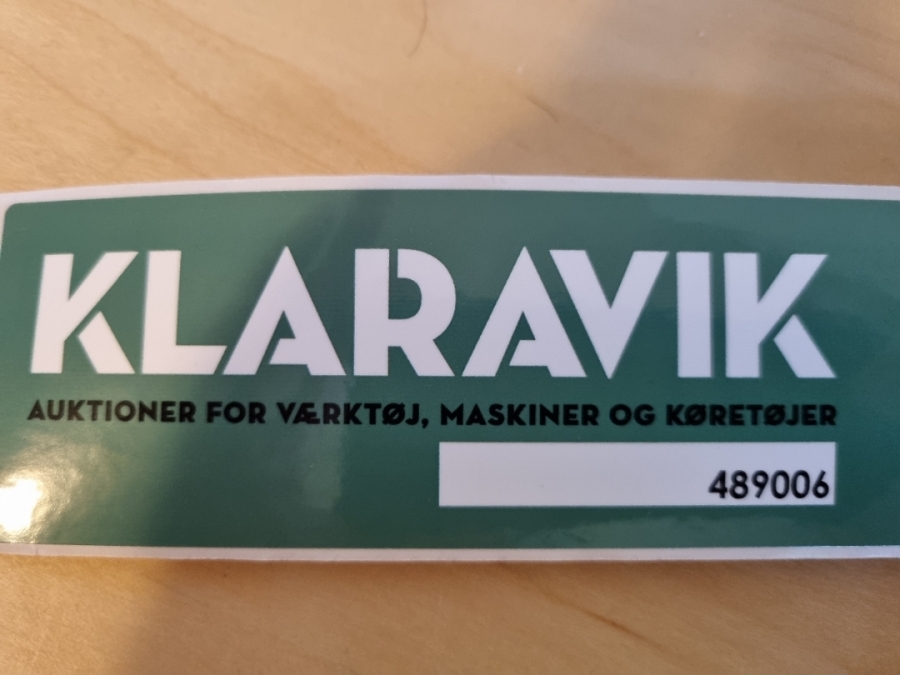 KLARAVIK
AUKTIONER FOR VÆRKTØJ, MASKINER OG KØRETØJER
489006